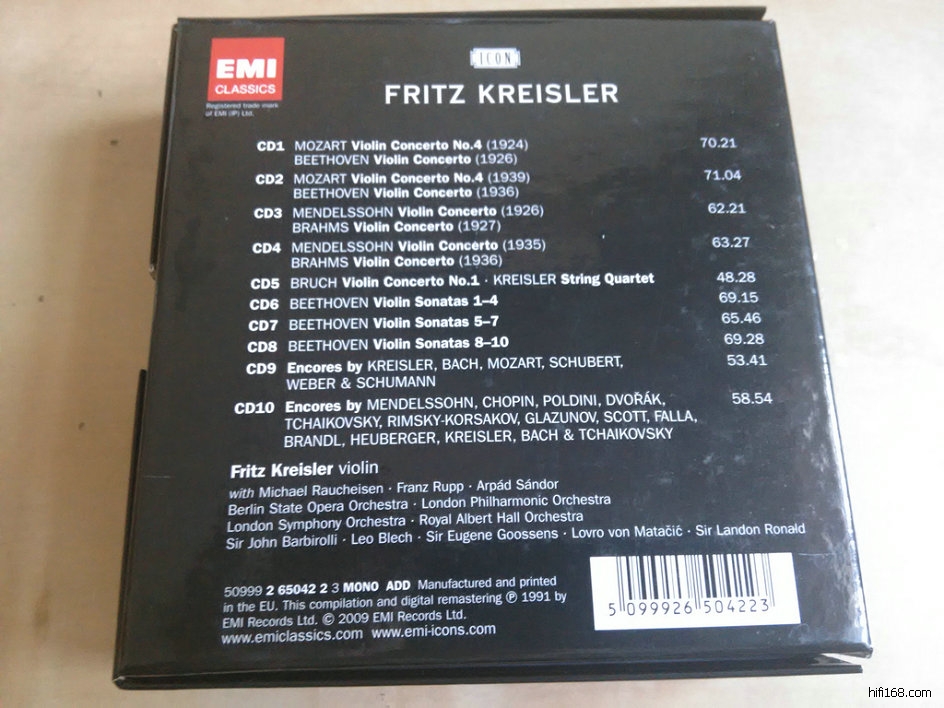 EMI
CLASSICS
Registered trade mark
of EMI (IP) Ltd.
ICON
FRITZ KREISLER
CD1 MOZART Violin Concerto No.4 (1924) 70.21
BEETHOVEN Violin Concerto (1926)
CD2 MOZART Violin Concerto No.4 (1939) 71.04
BEETHOVEN Violin Concerto (1936)
CD3 MENDELSSOHN Violin Concerto (1926) 62.21
BRAHMS Violin Concerto (1927)
CD4 MENDELSSOHN Violin Concerto (1935) 63.27
BRAHMS Violin Concerto (1936)
CD5 BRUCH Violin Concerto No.1 · KREISLER String Quartet 48.28
CD6 BEETHOVEN Violin Sonatas 1–4 69.15
CD7 BEETHOVEN Violin Sonatas 5–7 65.46
CD8 BEETHOVEN Violin Sonatas 8–10 69.28
CD9 Encores by KREISLER, BACH, MOZART, SCHUBERT, 53.41
WEBER & SCHUMANN
CD10 Encores by MENDELSSOHN, CHOPIN, POLDINI, DVOŘÁK, 58.54
TCHAIKOVSKY, RIMSKY-KORSAKOV, GLAZUNOV, SCOTT, FALLA,
BRANDL, HEUBERGER, KREISLER, BACH & TCHAIKOVSKY
Fritz Kreisler violin
with Michael Raucheisen · Franz Rupp · Arpád Sándor
Berlin State Opera Orchestra · London Philharmonic Orchestra
London Symphony Orchestra · Royal Albert Hall Orchestra
Sir John Barbirolli · Leo Blech · Sir Eugene Goossens · Lovro von Matačić · Sir Landon Ronald
50999 2 65042 2 3 MONO ADD Manufactured and printed
in the EU. This compilation and digital remastering ℗ 1991 by
EMI Records Ltd. © 2009 EMI Records Ltd.
www.emiclassics.com www.emi-icons.com
5 099926 504223
hifi168.com